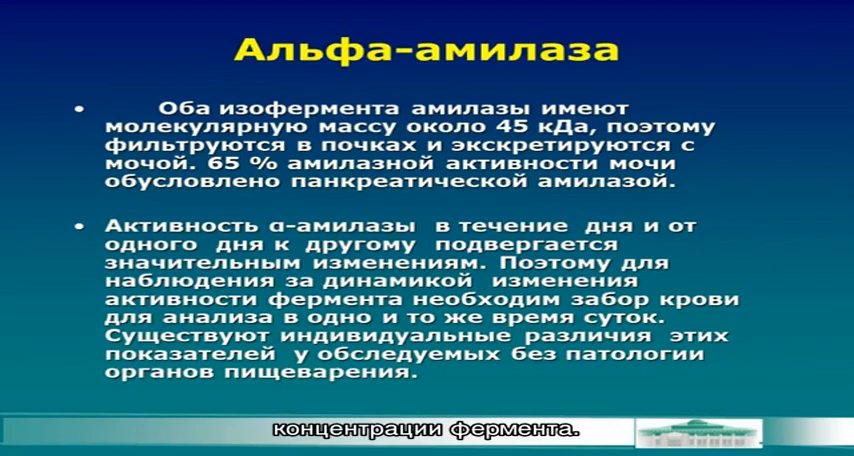 Альфа-амилаза
• Оба изофермента амилазы имеют
молекулярную массу около 45 кДа, поэтому
фильтруются в почках и экскретируются с
мочой. 65 % амилазной активности мочи
обусловлено панкреатической амилазой.
• Активность α-амилазы в течение дня и от
одного дня к другому подвергается
значительным изменениям. Поэтому для
наблюдения за динамикой изменения
активности фермента необходим забор крови
для анализа в одно и то же время суток.
Существуют индивидуальные различия этих
показателей у обследуемых без патологии
органов пищеварения.
концентрации фермента.